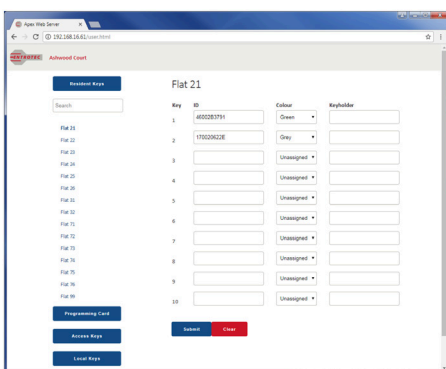 Apex Web Server
192.168.16.61/user.html
ENTROTEC Ashwood Court
Resident Keys
Search
Flat 21
Flat 22
Flat 23
Flat 24
Flat 25
Flat 26
Flat 31
Flat 32
Flat 71
Flat 72
Flat 73
Flat 74
Flat 75
Flat 76
Flat 99
Programming Card
Access Keys
Local Keys
Flat 21
Key ID Colour Keyholder
1 46002B3791 Green
2 170020622E Grey
3 Unassigned
4 Unassigned
5 Unassigned
6 Unassigned
7 Unassigned
8 Unassigned
9 Unassigned
10 Unassigned
Submit Clear